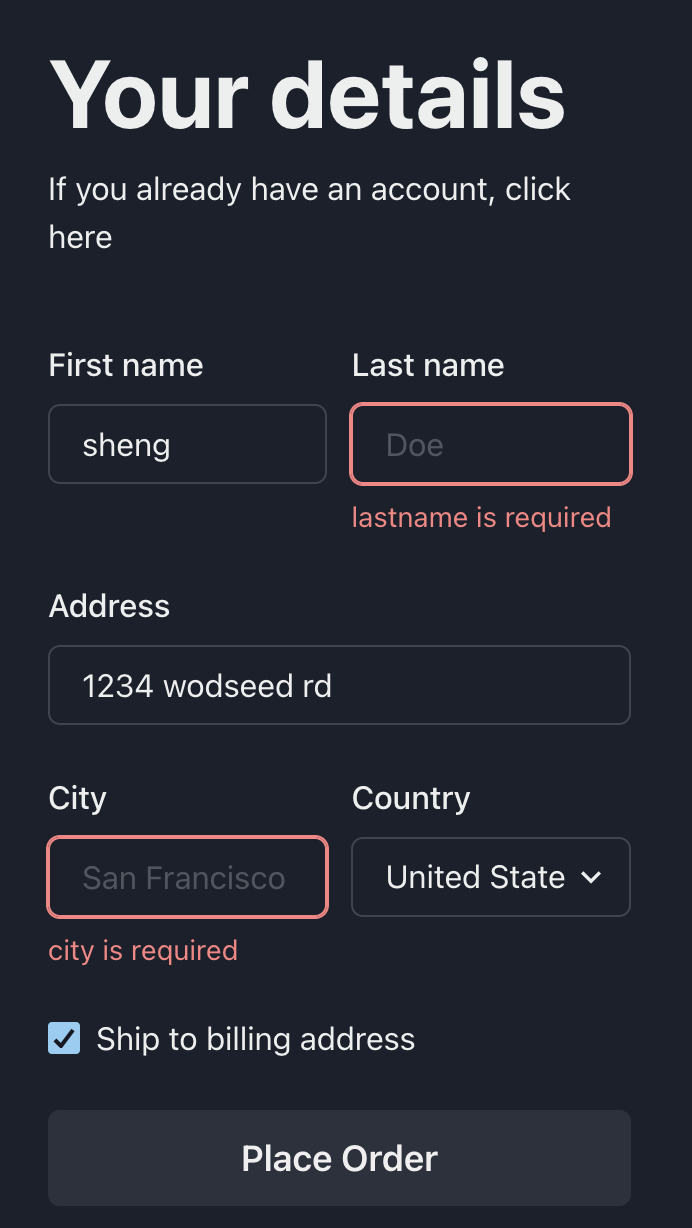 Your details
If you already have an account, click
here
First name
Last name
sheng
Doe
lastname is required
Address
1234 wodseed rd
City
Country
San Francisco
United State
city is required
Ship to billing address
Place Order